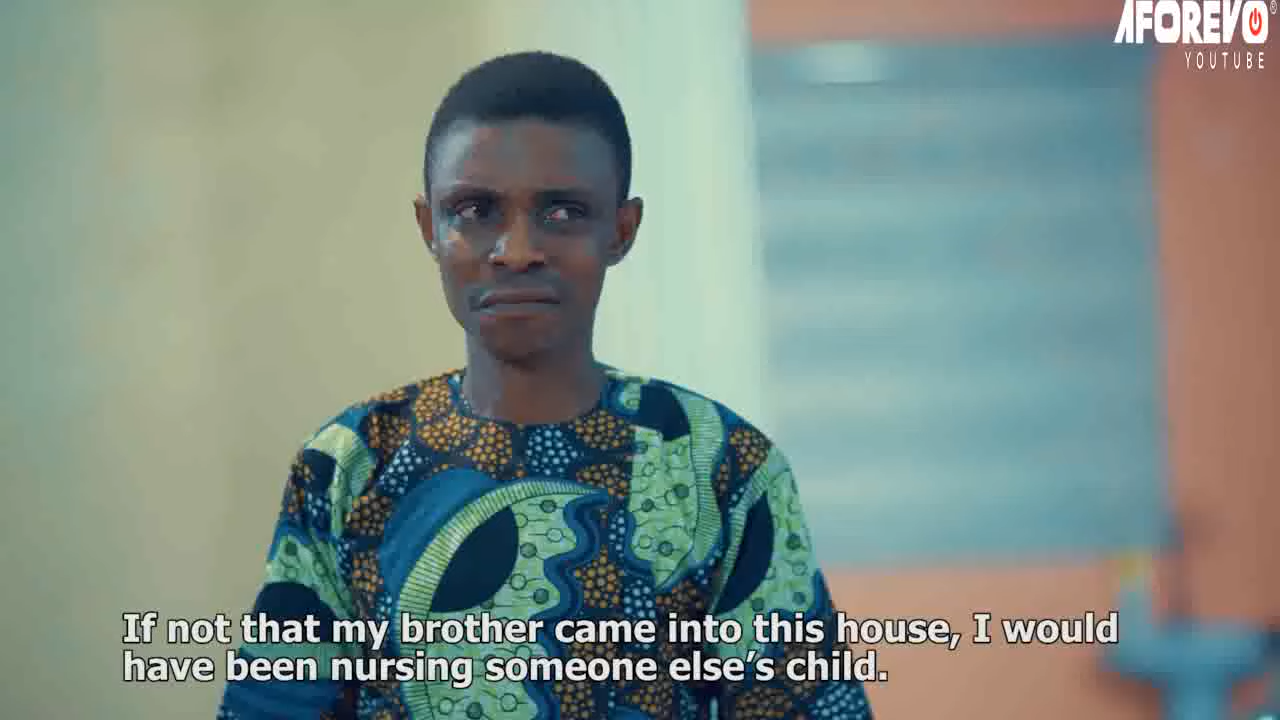 AFOREVO®
YOUTUBE
If not that my brother came into this house, I would
have been nursing someone else's child.